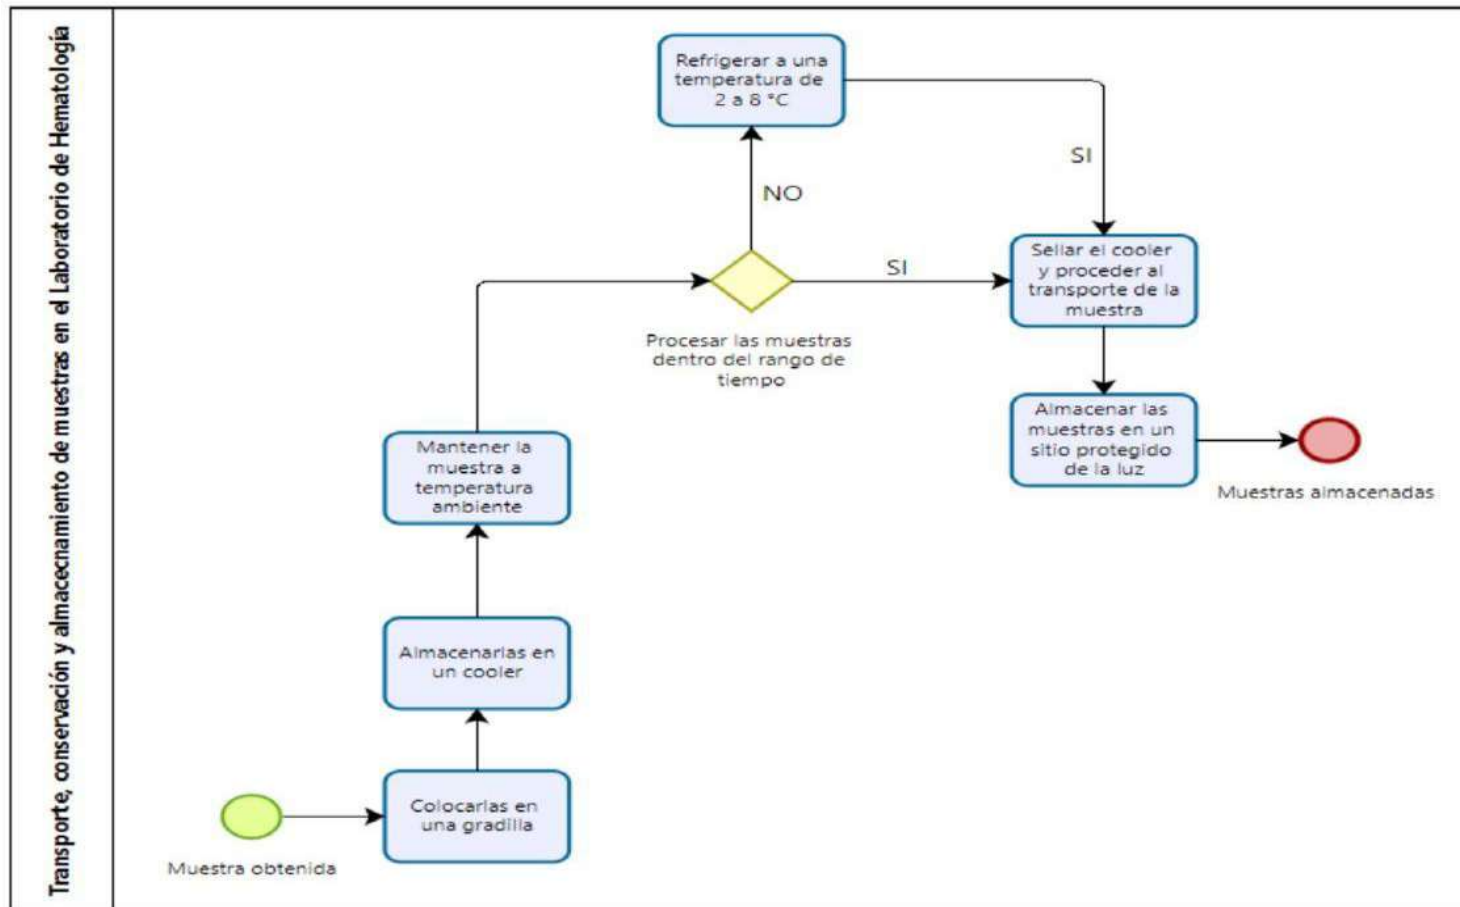 Transporte, conservación y almacecnamiento de muestras en el Laboratorio de Hematología
Refrigerar a una
temperatura de
2 a 8 °C
SI
NO
SI
Sellar el cooler
y proceder al
transporte de la
muestra
Procesar las muestras
dentro del rango de
tiempo
Almacenar las
muestras en un
sitio protegido
de la luz
Muestras almacenadas
Mantener la
muestra a
temperatura
ambiente
Almacenarlas en
un cooler
Colocarlas en
una gradilla
Muestra obtenida